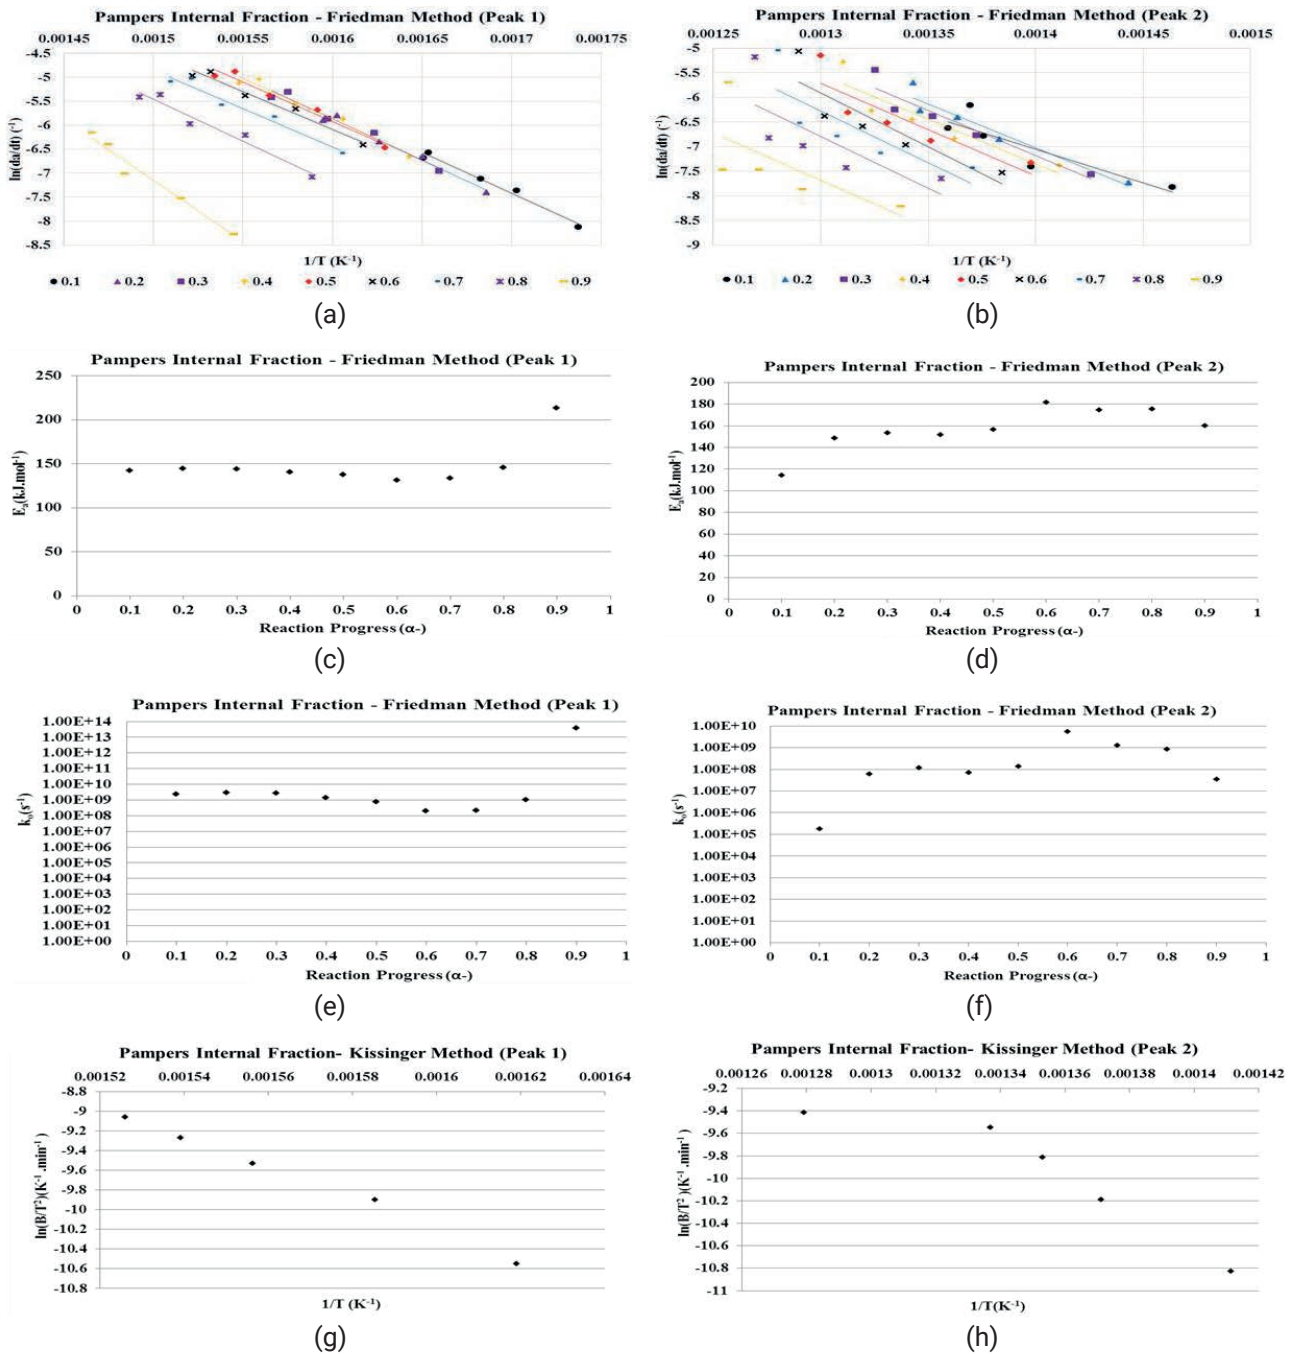 Pampers Internal Fraction - Friedman Method (Peak 1)
0.00145 0.0015 0.00155 0.0016 0.00165 0.0017 0.00175
-4.5
-5
-5.5
-6
-6.5
-7
-7.5
-8
-8.5
ln(da/dt) (⁻¹)
1/T (K⁻¹)
0.1 0.2 0.3 0.4 0.5 0.6 0.7 0.8 0.9
(a)
Pampers Internal Fraction - Friedman Method (Peak 2)
0.00125 0.0013 0.00135 0.0014 0.00145 0.0015
-5
-5.5
-6
-6.5
-7
-7.5
-8
-8.5
-9
ln(da/dt) (⁻¹)
1/T (K⁻¹)
0.1 0.2 0.3 0.4 0.5 0.6 0.7 0.8 0.9
(b)
Pampers Internal Fraction - Friedman Method (Peak 1)
250
200
150
100
50
0
Eₐ(kJ.mol⁻¹)
0 0.1 0.2 0.3 0.4 0.5 0.6 0.7 0.8 0.9 1
Reaction Progress (α-)
(c)
Pampers Internal Fraction - Friedman Method (Peak 2)
200
180
160
140
120
100
80
60
40
20
0
Eₐ(kJ.mol⁻¹)
0 0.1 0.2 0.3 0.4 0.5 0.6 0.7 0.8 0.9 1
Reaction Progress (α-)
(d)
Pampers Internal Fraction - Friedman Method (Peak 1)
1.00E+14
1.00E+13
1.00E+12
1.00E+11
1.00E+10
1.00E+09
1.00E+08
1.00E+07
1.00E+06
1.00E+05
1.00E+04
1.00E+03
1.00E+02
1.00E+01
1.00E+00
kₒ(s⁻¹)
0 0.1 0.2 0.3 0.4 0.5 0.6 0.7 0.8 0.9 1
Reaction Progress (α-)
(e)
Pampers Internal Fraction - Friedman Method (Peak 2)
1.00E+10
1.00E+09
1.00E+08
1.00E+07
1.00E+06
1.00E+05
1.00E+04
1.00E+03
1.00E+02
1.00E+01
1.00E+00
kₒ(s⁻¹)
0 0.1 0.2 0.3 0.4 0.5 0.6 0.7 0.8 0.9 1
Reaction Progress (α-)
(f)
Pampers Internal Fraction- Kissinger Method (Peak 1)
0.00152 0.00154 0.00156 0.00158 0.0016 0.00162 0.00164
-8.8
-9
-9.2
-9.4
-9.6
-9.8
-10
-10.2
-10.4
-10.6
-10.8
ln(B/T²)(K⁻¹.min⁻¹)
1/T (K⁻¹)
(g)
Pampers Internal Fraction- Kissinger Method (Peak 2)
0.00126 0.00128 0.0013 0.00132 0.00134 0.00136 0.00138 0.0014 0.00142
-9.2
-9.4
-9.6
-9.8
-10
-10.2
-10.4
-10.6
-10.8
-11
ln(B/T²)(K⁻¹.min⁻¹)
1/T(K⁻¹)
(h)